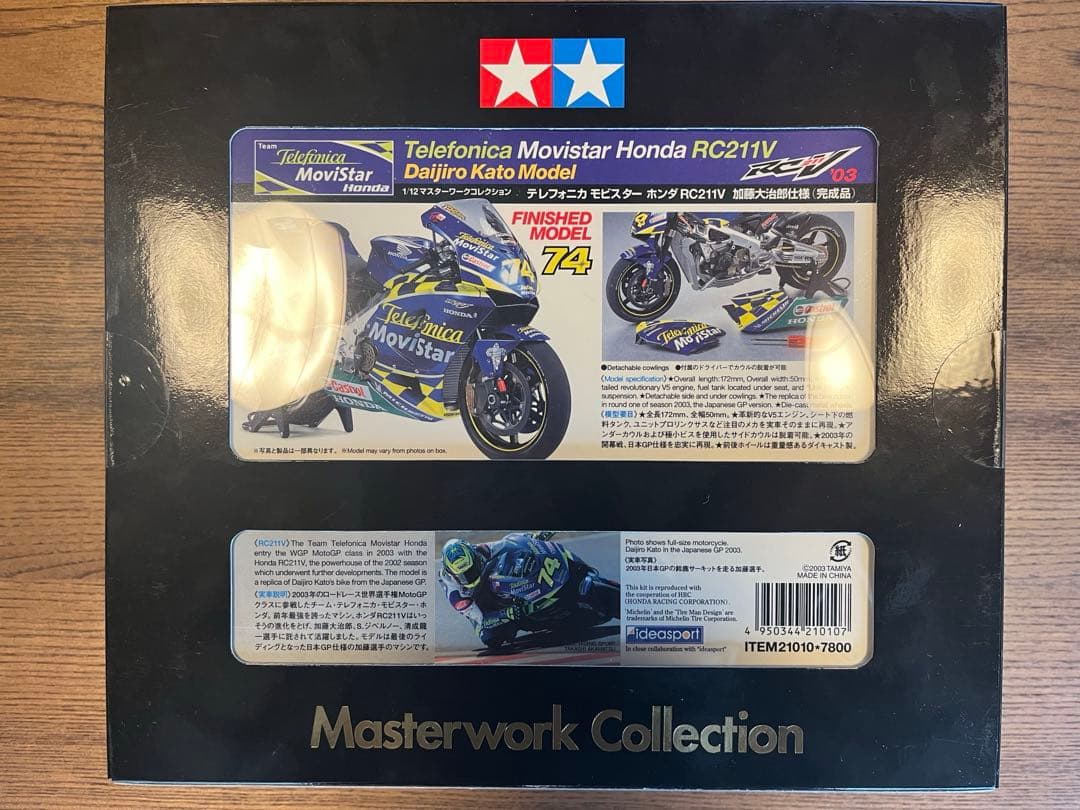 Team
Telefónica
MoviStar
Honda
Telefonica Movistar Honda RC211V
Daijiro Kato Model
RC211V '03
1/12マスターワークコレクション テレフォニカ モビスター ホンダ RC211V 加藤大治郎仕様(完成品)
FINISHED
MODEL
74
Telefónica
MoviStar
HONDA
Castrol
HONDA
MICHELIN
Telefónica
MoviStar
Castrol
HONDA
※写真と製品は一部異なります。 ※Model may vary from photos on box.
●Detachable cowlings ●付属のドライバーでカウルの脱着が可能
《Model specification》★Overall length:172mm, Overall width:50mm
tailed revolutionary V5 engine, fuel tank located under seat, and
suspension. ★Detachable side and under cowlings. ★The replica of
in round one of season 2003, the Japanese GP version. ★Die-cast metal wheels
《模型要目》★全長172mm、全幅50mm。★革新的なV5エンジン、シート下の燃
料タンク、ユニットプロリンクサスなど注目のメカを実車そのままに再現。★ア
ンダーカウルおよび極小ビスを使用したサイドカウルは脱着可能。★2003年の
開幕戦、日本GP仕様を忠実に再現。★前後ホイールは重量感あるダイキャスト製。
《RC211V》The Team Telefonica Movistar Honda
entry the WGP MotoGP class in 2003 with the
Honda RC211V, the powerhouse of the 2002 season
which underwent further developments. The model is
a replica of Daijiro Kato's bike from the Japanese GP.
《実車説明》2003年のロードレース世界選手権MotoGP
クラスに参戦したチーム・テレフォニカ・モビスター・ホ
ンダ。前年最強を誇ったマシン、ホンダRC211Vはいっ
そうの進化をとげ、加藤大治郎、S.ジベルノー、清成龍
一選手に託されて活躍しました。モデルは最後のライ
ディングとなった日本GP仕様の加藤選手のマシンです。
74
TAKASHI AKAMATSU
Photo shows full-size motorcycle.
Daijiro Kato in the Japanese GP 2003.
《実車写真》
2003年日本GPの鈴鹿サーキットを走る加藤選手。
This kit is reproduced with
the cooperation of HRC
(HONDA RACING CORPORATION).
'Michelin' and the 'Tire Man Design' are
trademarks of Michelin Tire Corporation.
ideasport
In close collaboration with "ideasport"
紙
©2003 TAMIYA
MADE IN CHINA
4 950344 210107
ITEM 21010★7800
Masterwork Collection